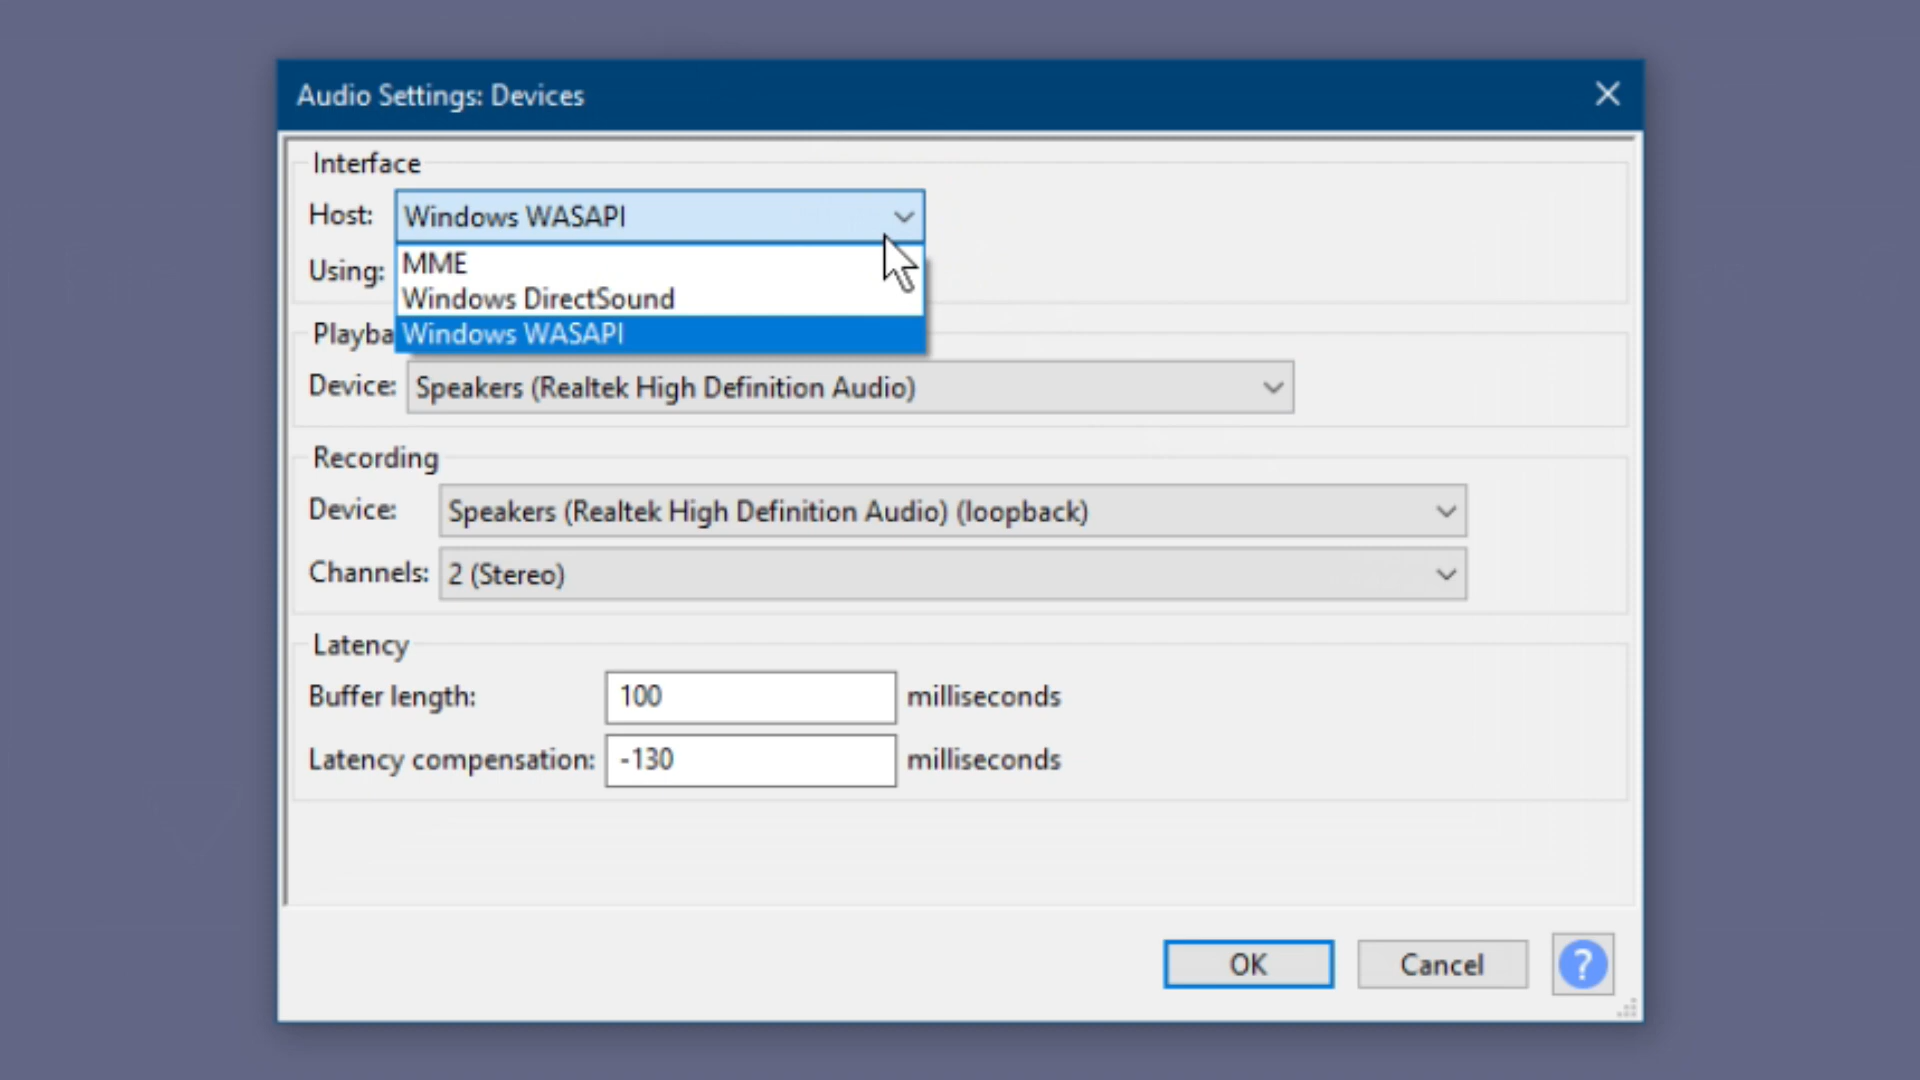 Audio Settings: Devices
Interface
Host: Windows WASAPI
MME
Using:
Windows DirectSound
Windows WASAPI
Playba
Device: Speakers (Realtek High Definition Audio)
Recording
Device: Speakers (Realtek High Definition Audio) (loopback)
Channels: 2 (Stereo)
Latency
Buffer length: 100 milliseconds
Latency compensation: -130 milliseconds
OK Cancel ?